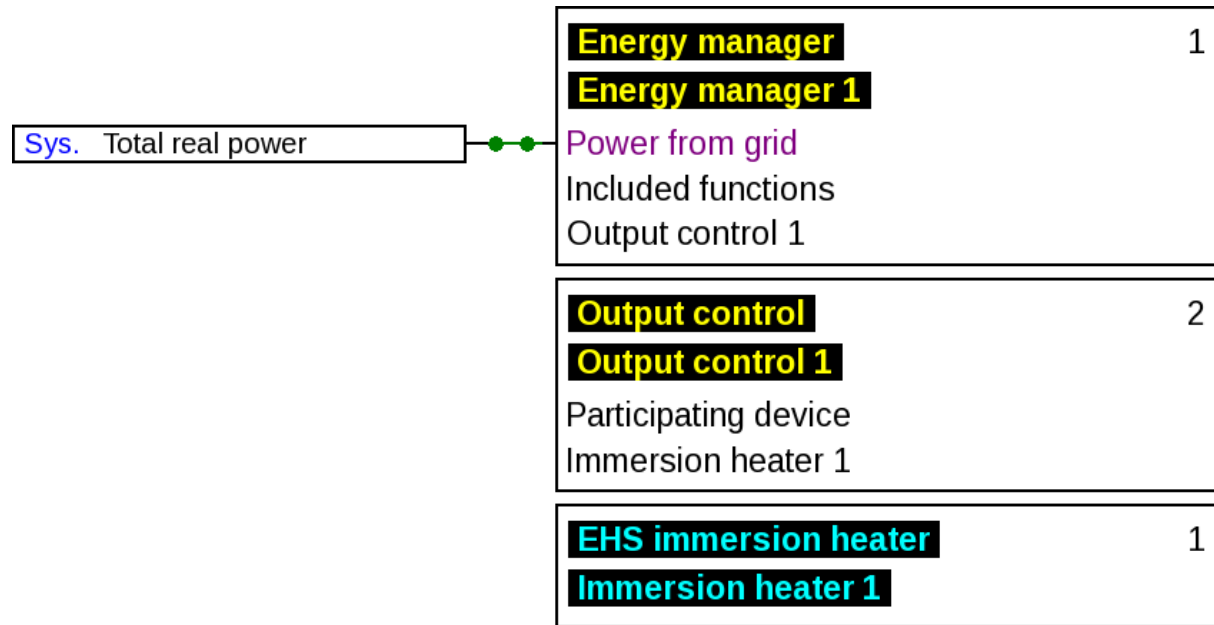 Energy manager 1
Energy manager 1
Sys. Total real power
Power from grid
Included functions
Output control 1
Output control 2
Output control 1
Participating device
Immersion heater 1
EHS immersion heater 1
Immersion heater 1